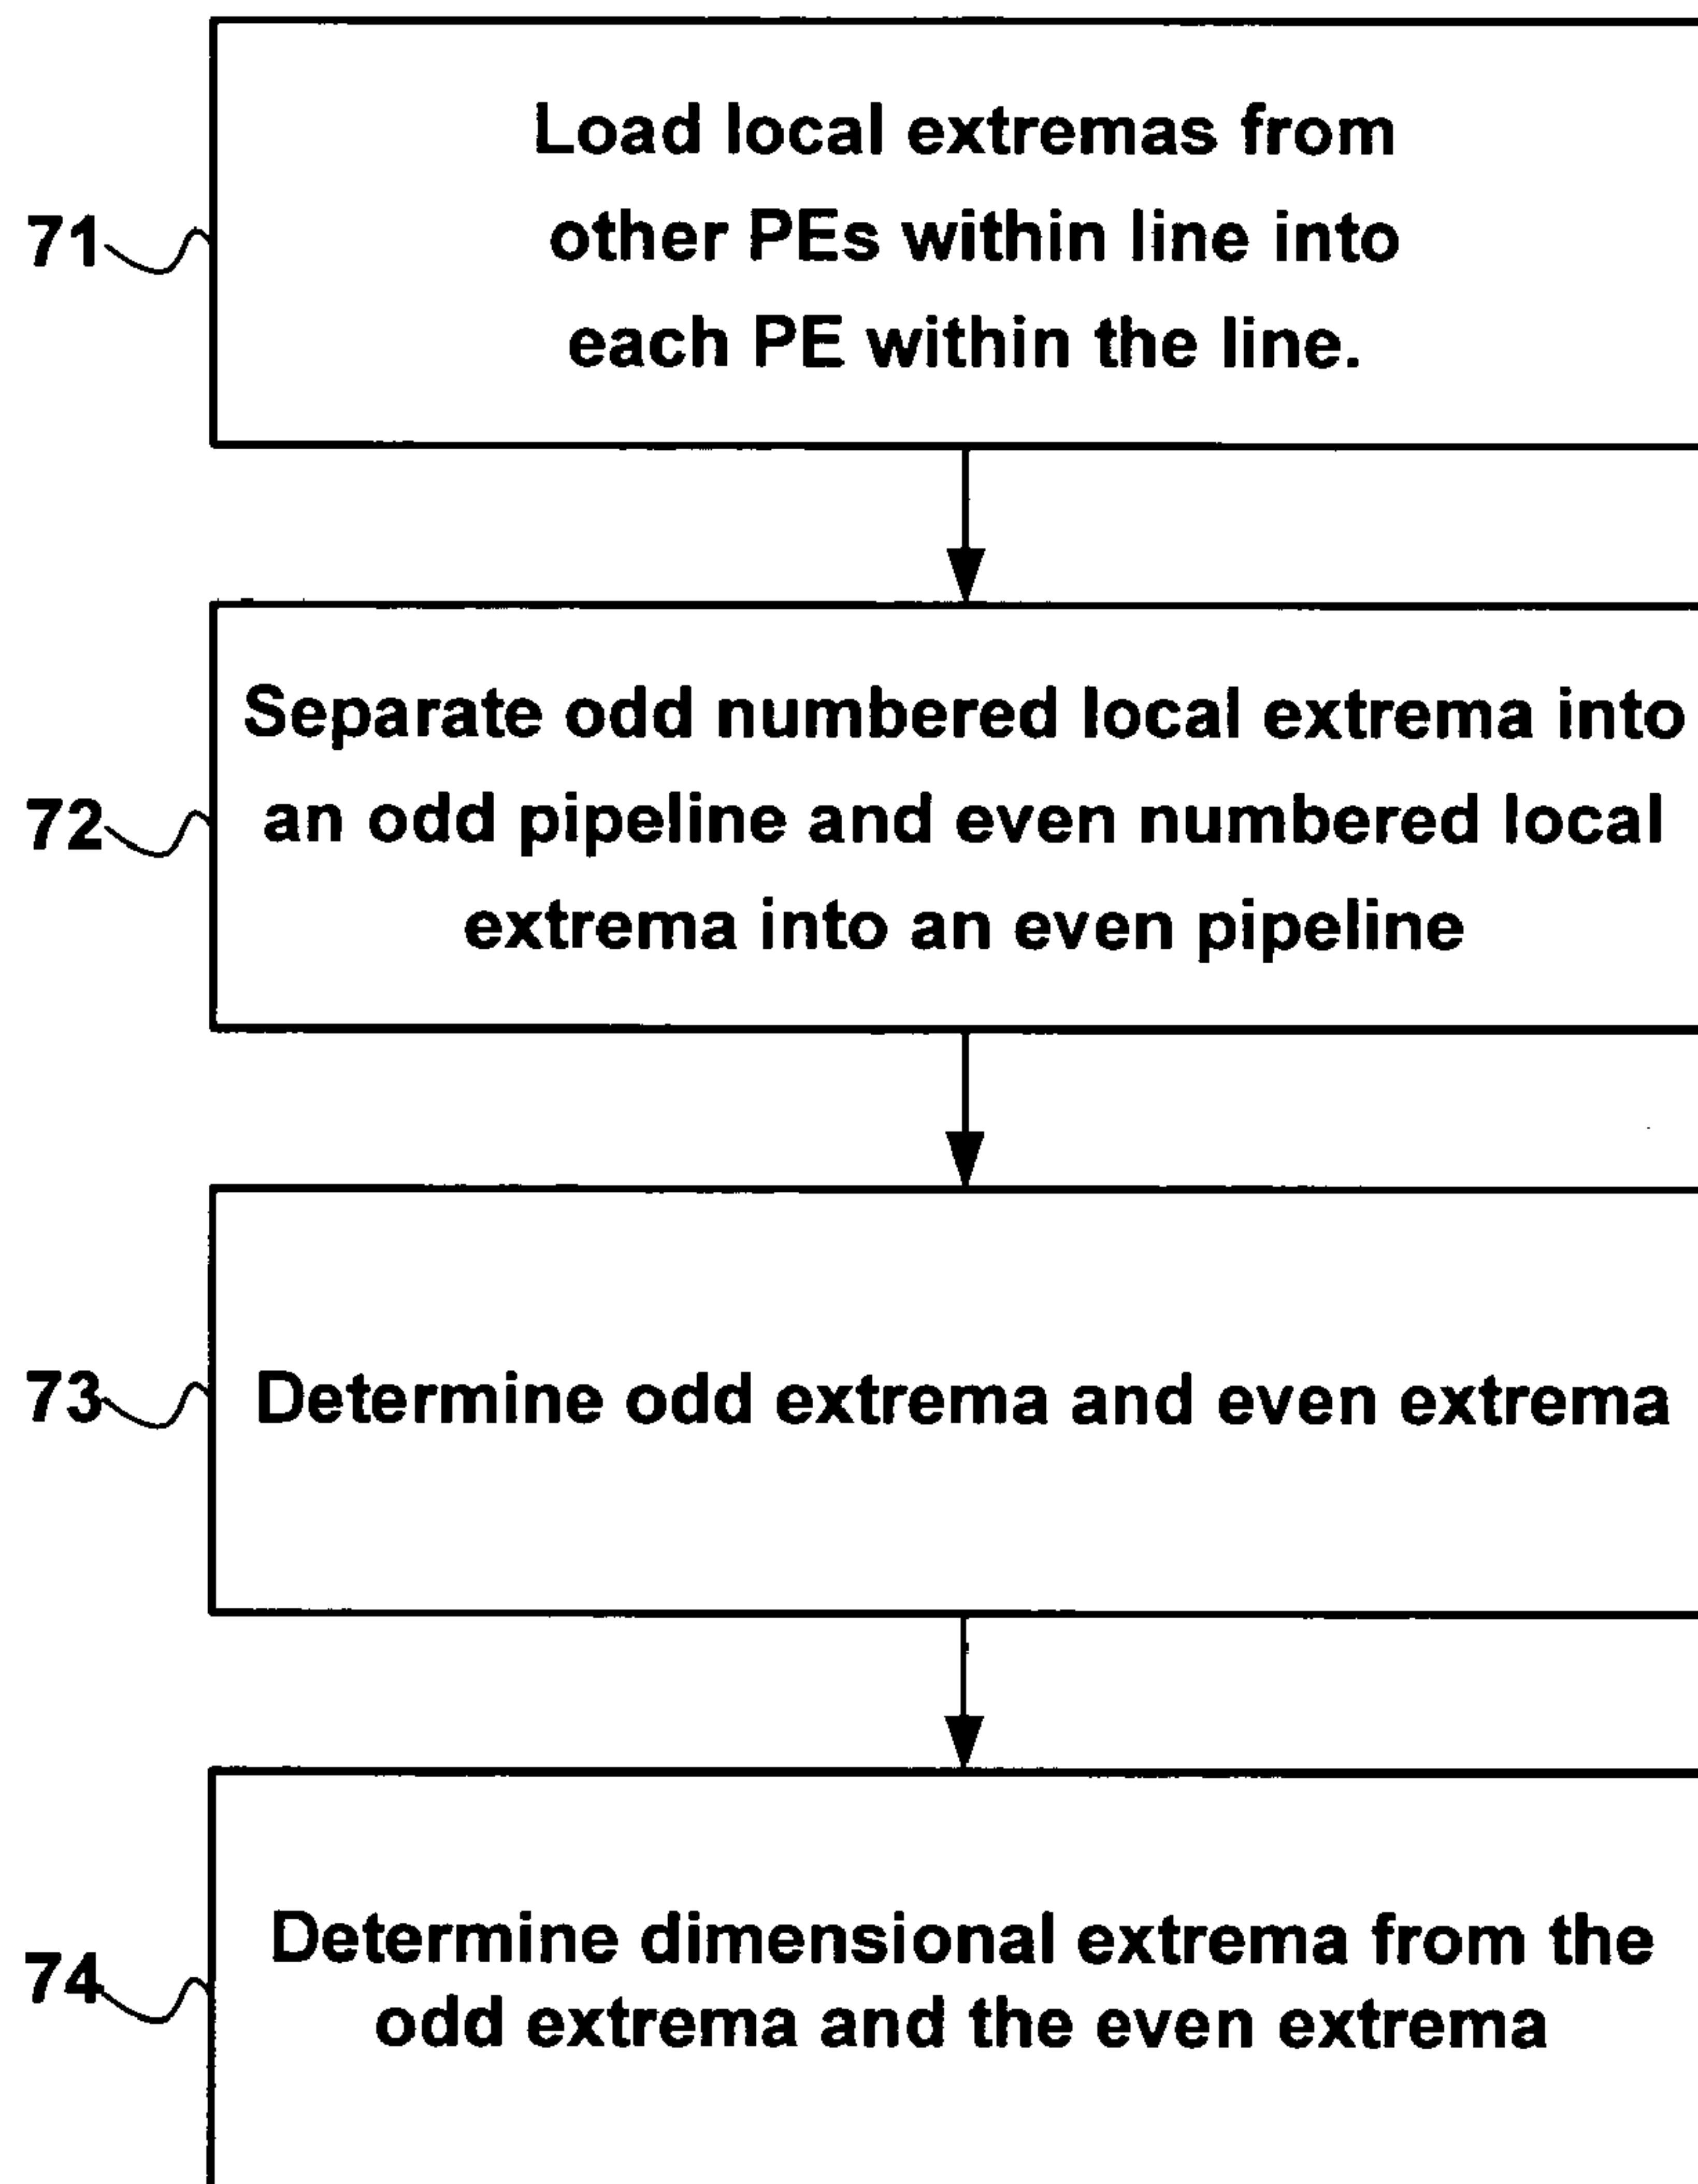 71
Load local extremas from
other PEs within line into
each PE within the line.
72
Separate odd numbered local extrema into
an odd pipeline and even numbered local
extrema into an even pipeline
73
Determine odd extrema and even extrema
74
Determine dimensional extrema from the
odd extrema and the even extrema